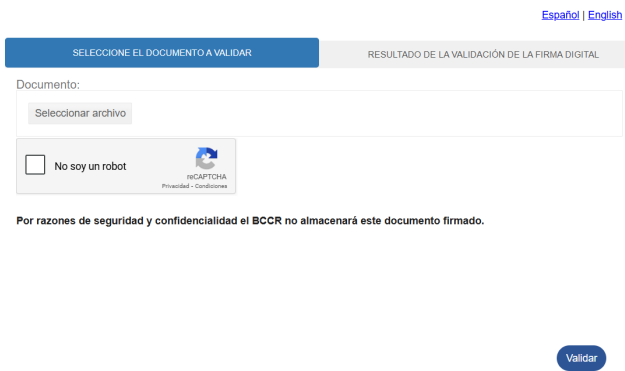 Español | English
SELECCIONE EL DOCUMENTO A VALIDAR
RESULTADO DE LA VALIDACIÓN DE LA FIRMA DIGITAL
Documento:
Seleccionar archivo
No soy un robot
reCAPTCHA
Privacidad - Condiciones
Por razones de seguridad y confidencialidad el BCCR no almacenará este documento firmado.
Validar